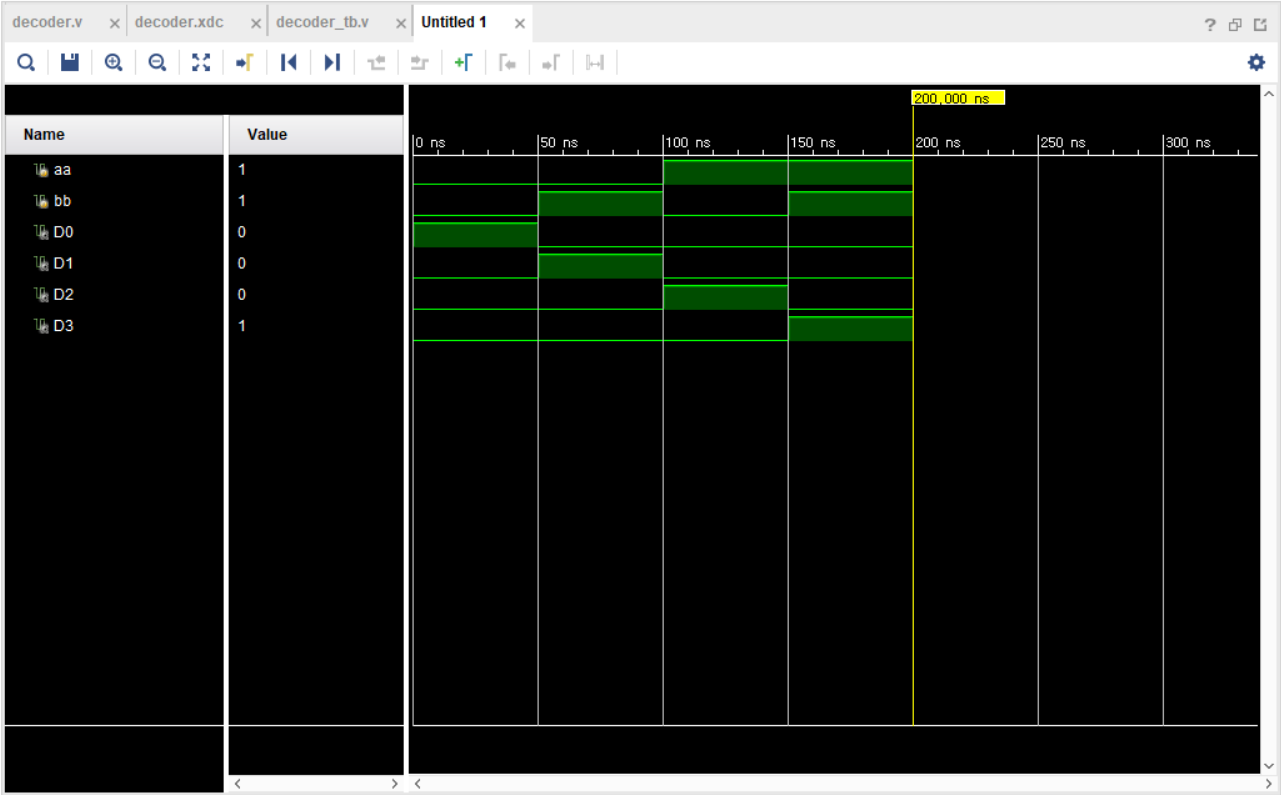 decoder.v × decoder.xdc × decoder_tb.v × Untitled 1 × ?
200,000 ns
Name Value
0 ns 50 ns 100 ns 150 ns 200 ns 250 ns 300 ns
aa 1
bb 1
D0 0
D1 0
D2 0
D3 1